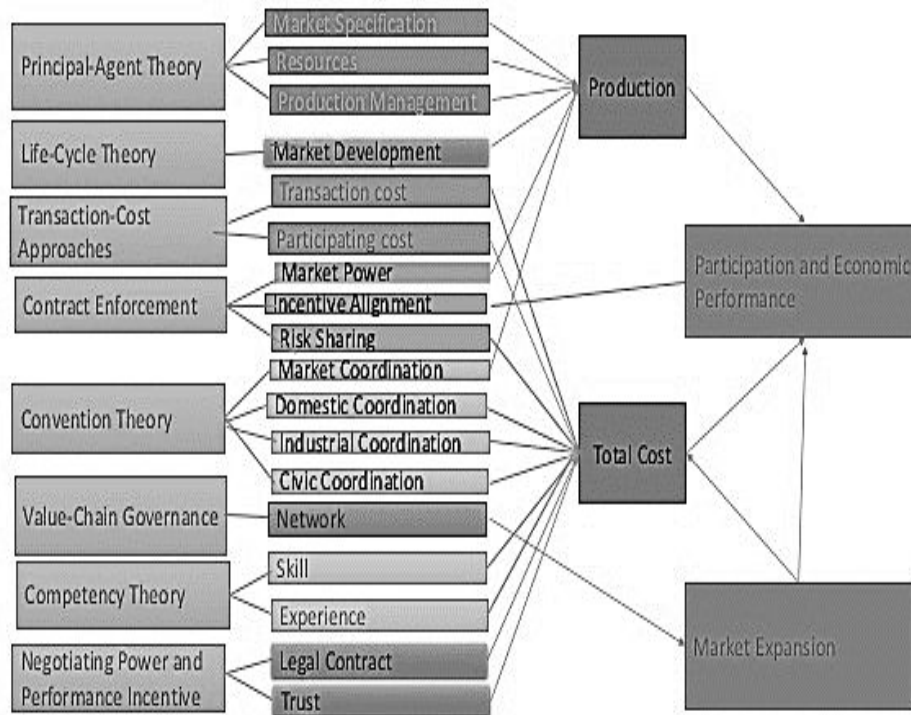 Market Specification
Principal-Agent Theory
Resources
Production Management
Production
Life-Cycle Theory
Market Development
Transaction cost
Transaction-Cost
Approaches
Participating cost
Market Power
Contract Enforcement
Incentive Alignment
Risk Sharing
Participation and Economic
Performance
Market Coordination
Convention Theory
Domestic Coordination
Industrial Coordination
Civic Coordination
Total Cost
Value-Chain Governance
Network
Competency Theory
Skill
Experience
Market Expansion
Negotiating Power and
Performance Incentive
Legal Contract
Trust